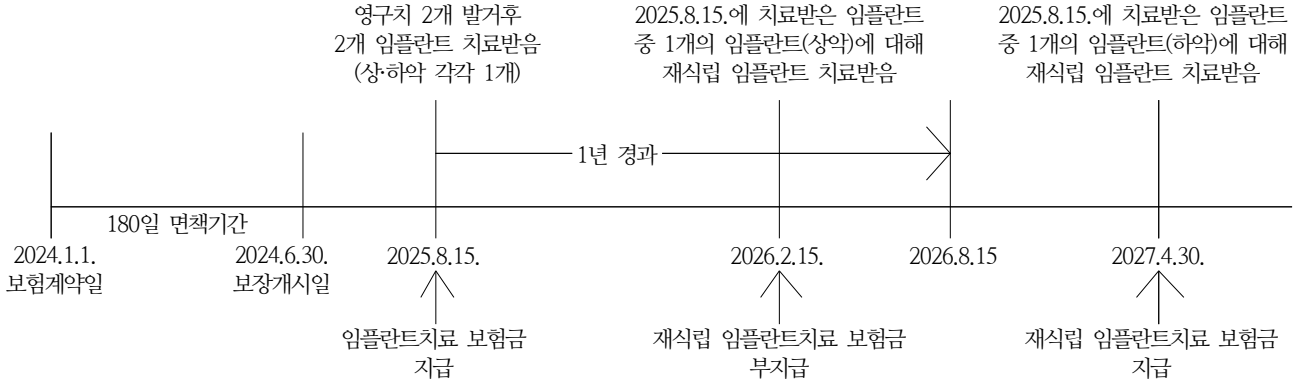 영구치 2개 발거후
2개 임플란트 치료받음
(상·하악 각각 1개)
2025.8.15.에 치료받은 임플란트
중 1개의 임플란트(상악)에 대해
재식립 임플란트 치료받음
2025.8.15.에 치료받은 임플란트
중 1개의 임플란트(하악)에 대해
재식립 임플란트 치료받음
1년 경과
180일 면책기간
2024.1.1.
보험계약일
2024.6.30.
보장개시일
2025.8.15.
2026.2.15.
2026.8.15
2027.4.30.
임플란트치료 보험금
지급
재식립 임플란트치료 보험금
부지급
재식립 임플란트치료 보험금
지급